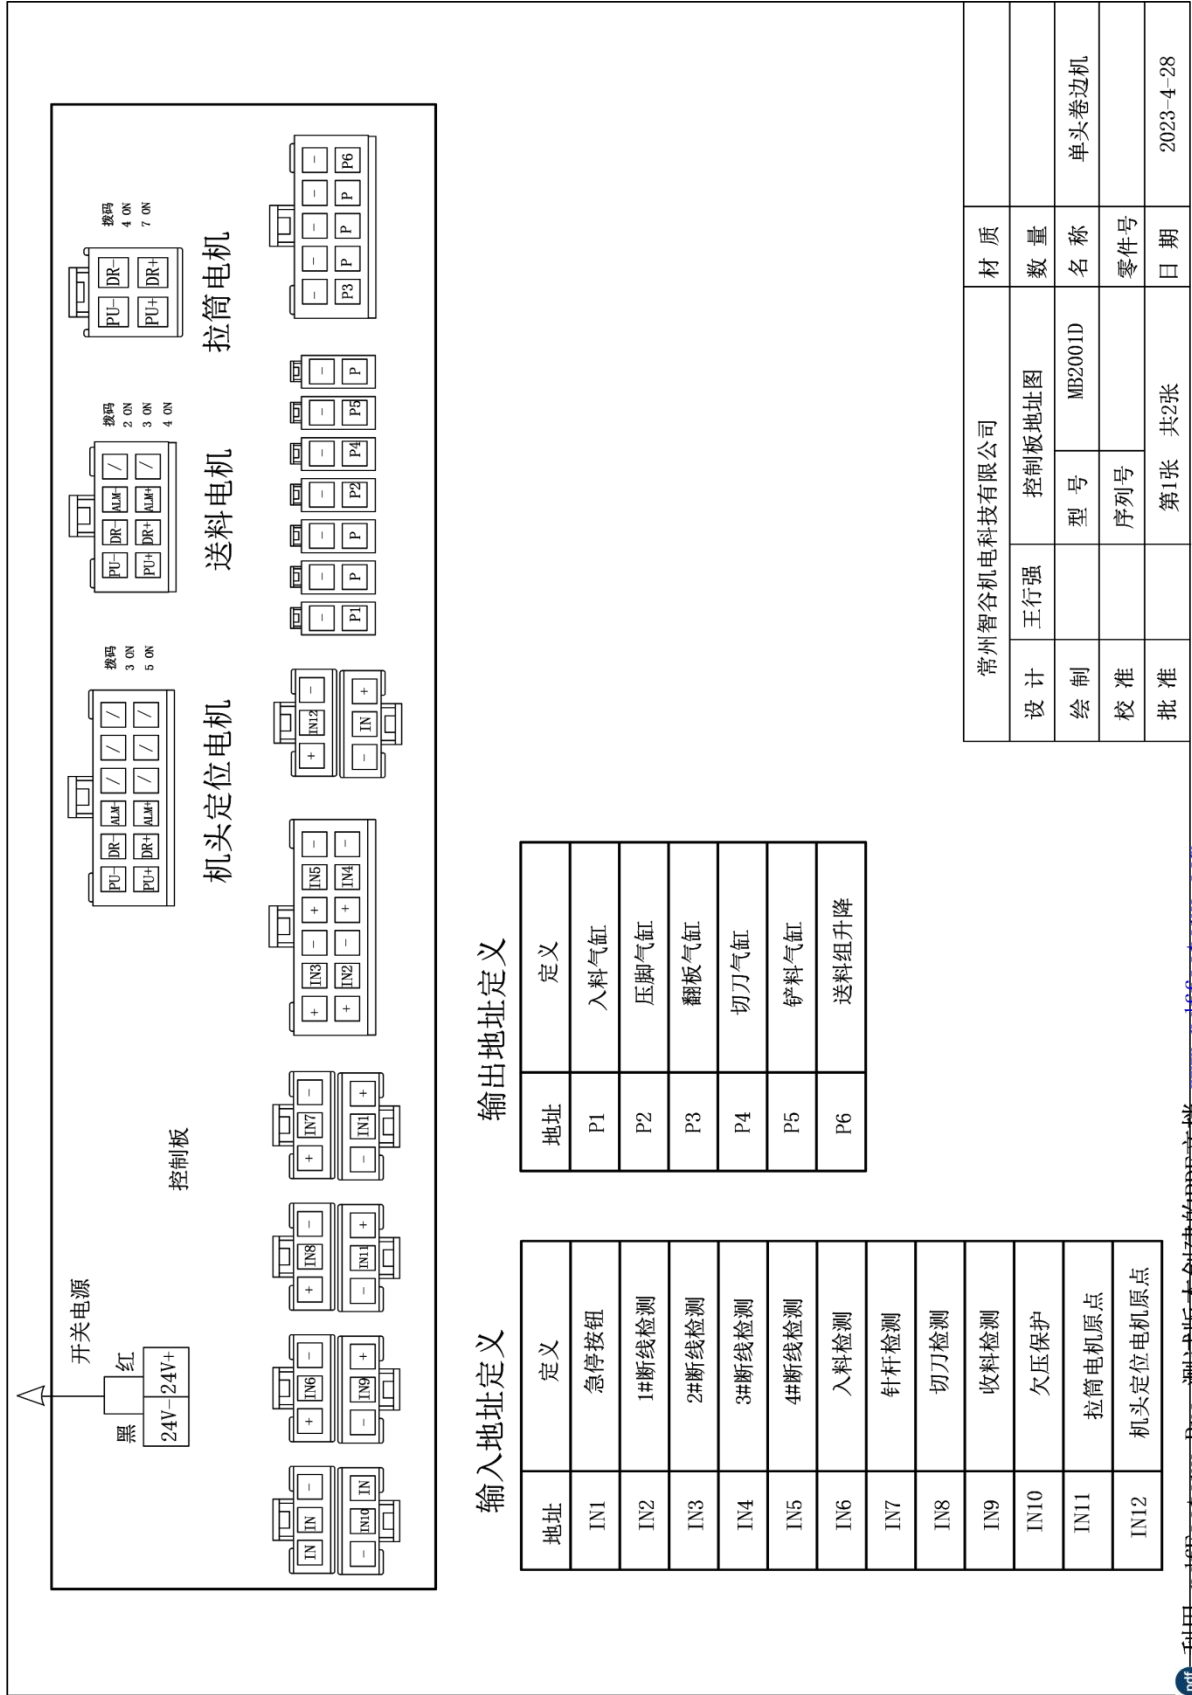 开关电源
黑 红
24V- 24V+
控制板
PU- DR- ALM- / / /
PU+ DR+ ALM+ / / /
拨码
3 ON
5 ON
机头定位电机
PU- DR- ALM- /
PU+ DR+ ALM+ /
拨码
2 ON
3 ON
4 ON
送料电机
PU- DR-
PU+ DR+
拨码
4 ON
7 ON
拉筒电机
IN IN -
- IN10 IN
+ IN6 -
- IN9 +
+ IN8 -
- IN11 +
+ IN7 -
- IN1 +
+ IN3 - + IN5 -
+ IN2 - + IN4 -
+ IN12 -
- IN +
- - - - - - -
P1 P P P2 P4 P5 P
- - - - -
P3 P P P P6
输入地址定义
地址 定义
IN1 急停按钮
IN2 1#断线检测
IN3 2#断线检测
IN4 3#断线检测
IN5 4#断线检测
IN6 入料检测
IN7 针杆检测
IN8 切刀检测
IN9 收料检测
IN10 欠压保护
IN11 拉筒电机原点
IN12 机头定位电机原点
输出地址定义
地址 定义
P1 入料气缸
P2 压脚气缸
P3 翻板气缸
P4 切刀气缸
P5 铲料气缸
P6 送料组升降
常州智谷机电科技有限公司 材 质
设 计 王行强 控制板地址图 数 量
绘 制 型 号 MB2001D 名 称 单头卷边机
校 准 序列号 零件号
批 准 第1张 共2张 日 期 2023-4-28